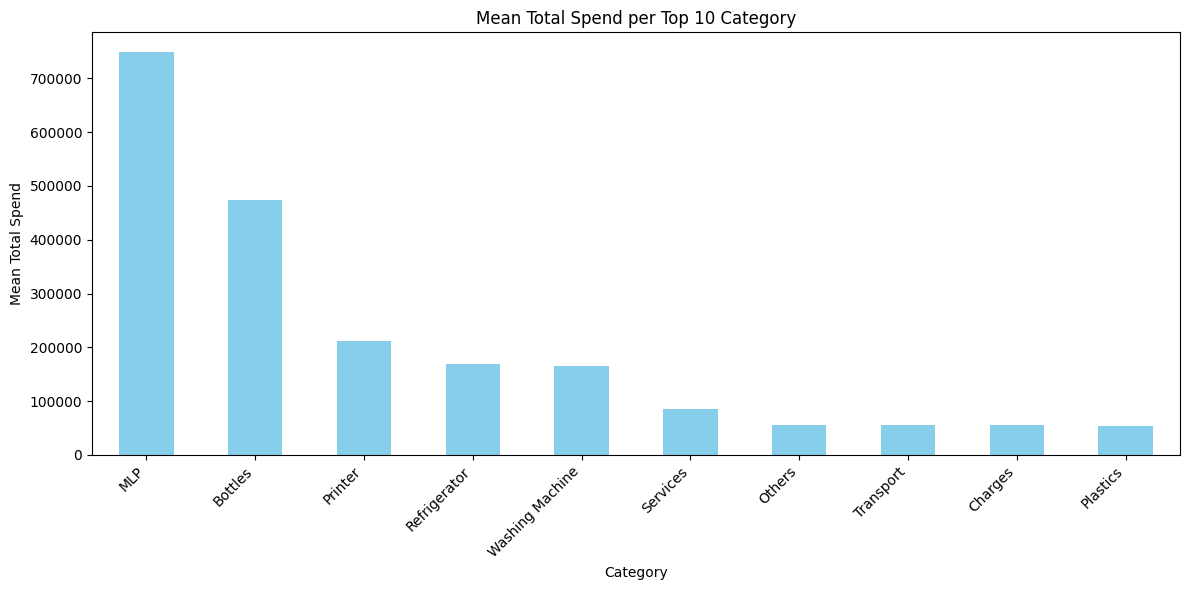 Mean Total Spend per Top 10 Category
Mean Total Spend
700000
600000
500000
400000
300000
200000
100000
0
MLP
Bottles
Printer
Refrigerator
Washing Machine
Services
Others
Transport
Charges
Plastics
Category